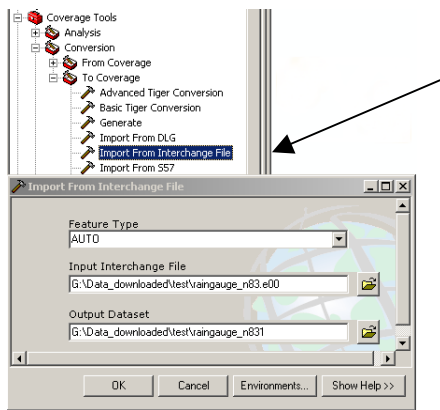 Coverage Tools
Analysis
Conversion
From Coverage
To Coverage
Advanced Tiger Conversion
Basic Tiger Conversion
Generate
Import From DLG
Import From Interchange File
Import From S57
Import From Interchange File
Feature Type
AUTO
Input Interchange File
G:\Data_downloaded\test\raingauge_n83.e00
Output Dataset
G:\Data_downloaded\test\raingauge_n831
OK Cancel Environments... Show Help >>